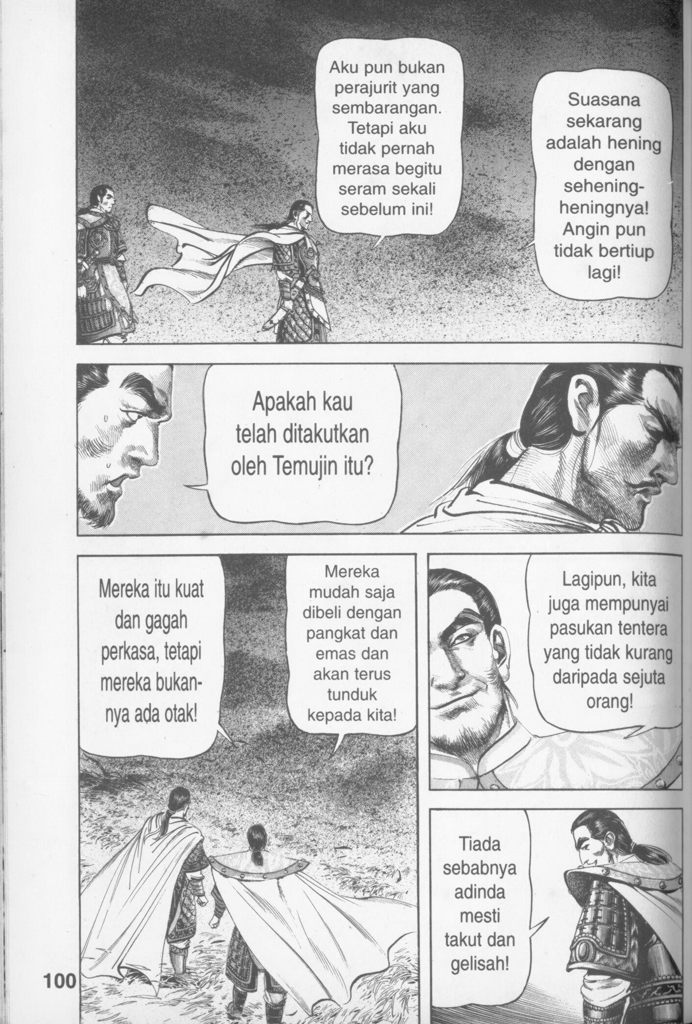 Suasana
sekarang
adalah hening
dengan
sehening-
heningnya!
Angin pun
tidak bertiup
lagi!
Aku pun bukan
perajurit yang
sembarangan.
Tetapi aku
tidak pernah
merasa begitu
seram sekali
sebelum ini!
Apakah kau
telah ditakutkan
oleh Temujin itu?
Lagipun, kita
juga mempunyai
pasukan tentera
yang tidak kurang
daripada sejuta
orang!
Tiada
sebabnya
adinda
mesti
takut dan
gelisah!
Mereka
mudah saja
dibeli dengan
pangkat dan
emas dan
akan terus
tunduk
kepada kita!
Mereka itu kuat
dan gagah
perkasa, tetapi
mereka bukan-
nya ada otak!
100